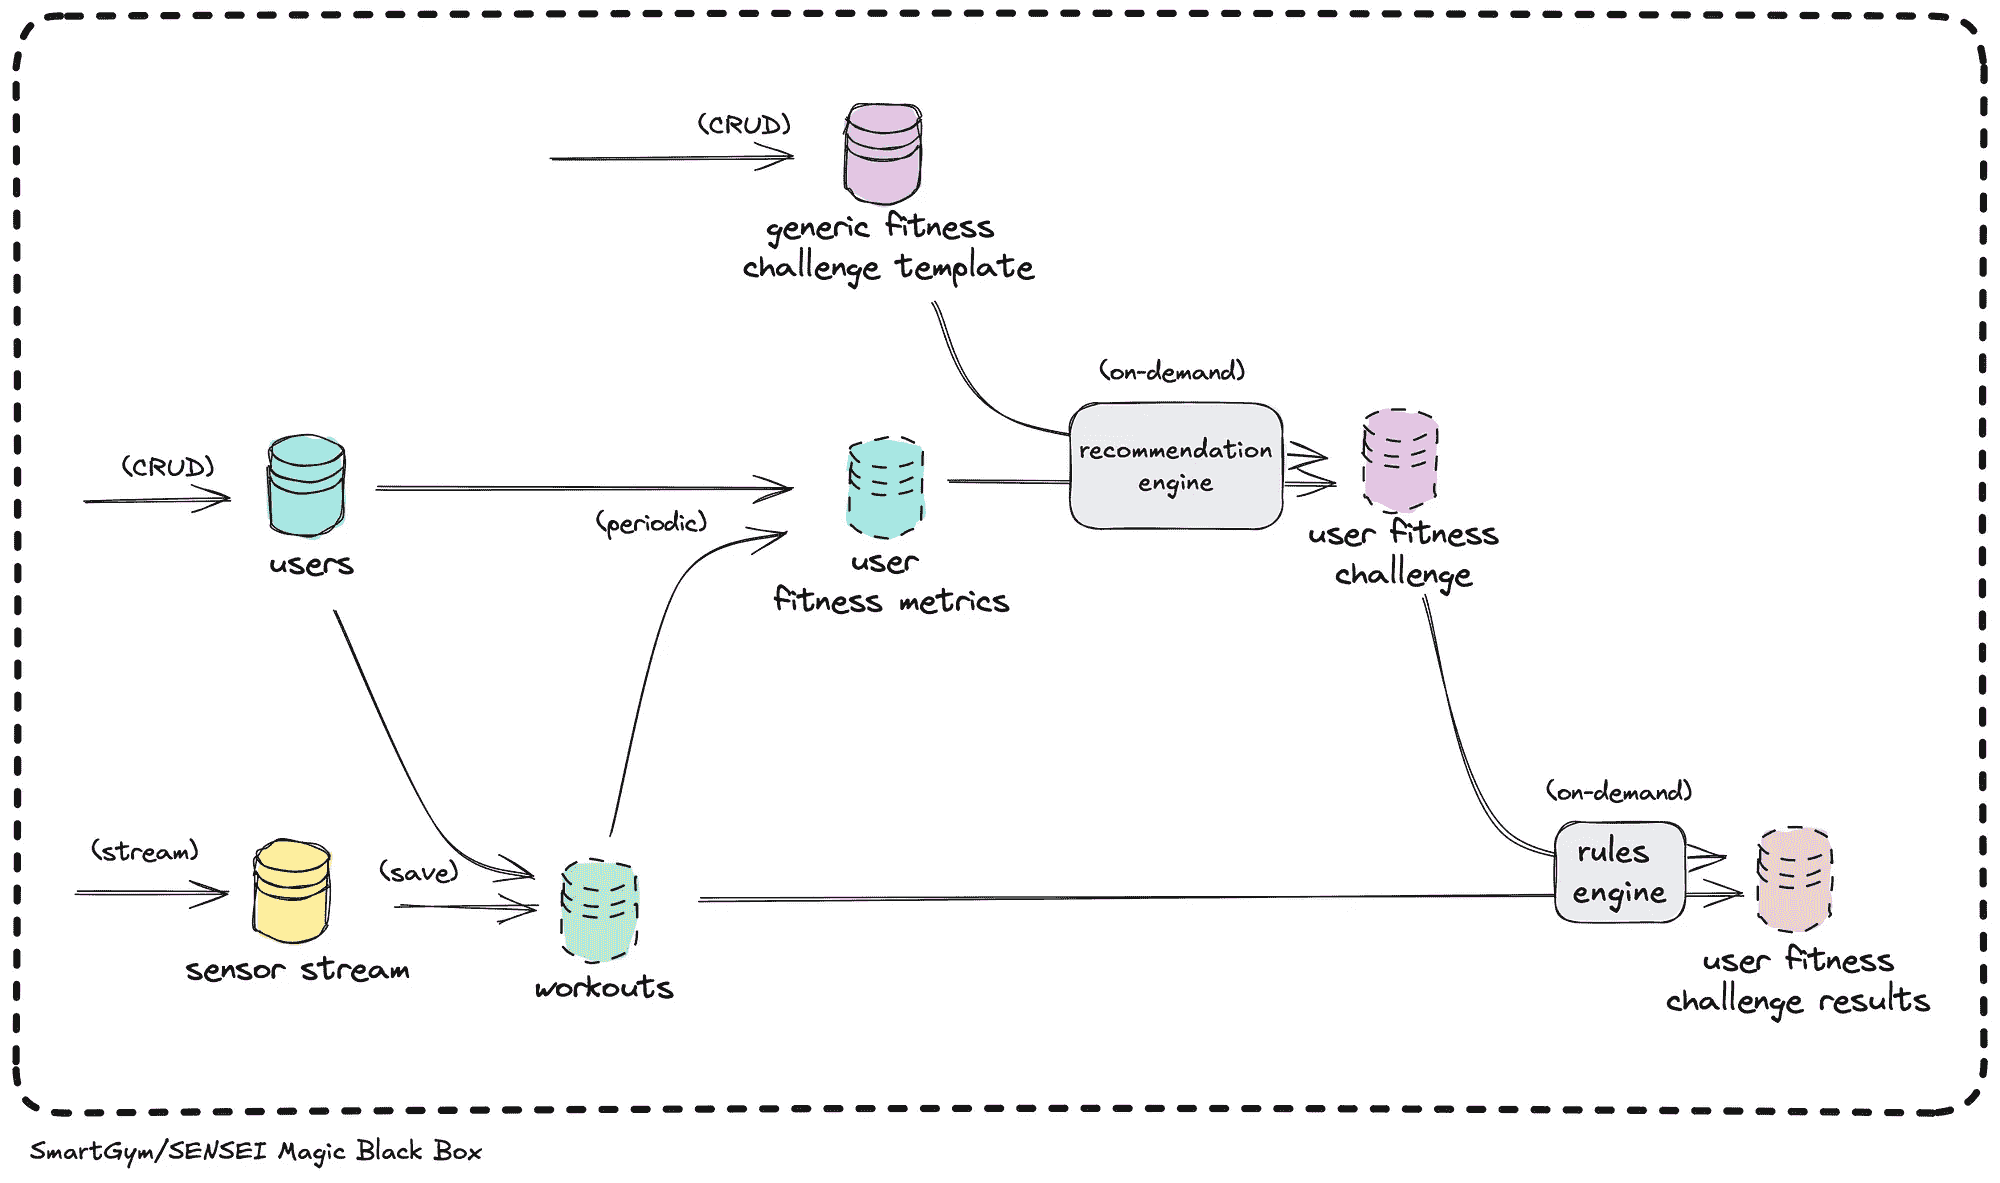 (CRUD)
generic fitness
challenge template
(on-demand)
recommendation
engine
(CRUD)
users
(periodic)
user
fitness metrics
user fitness
challenge
(stream)
sensor stream
(save)
workouts
(on-demand)
rules
engine
user fitness
challenge results
SmartGym/SENSEI Magic Black Box